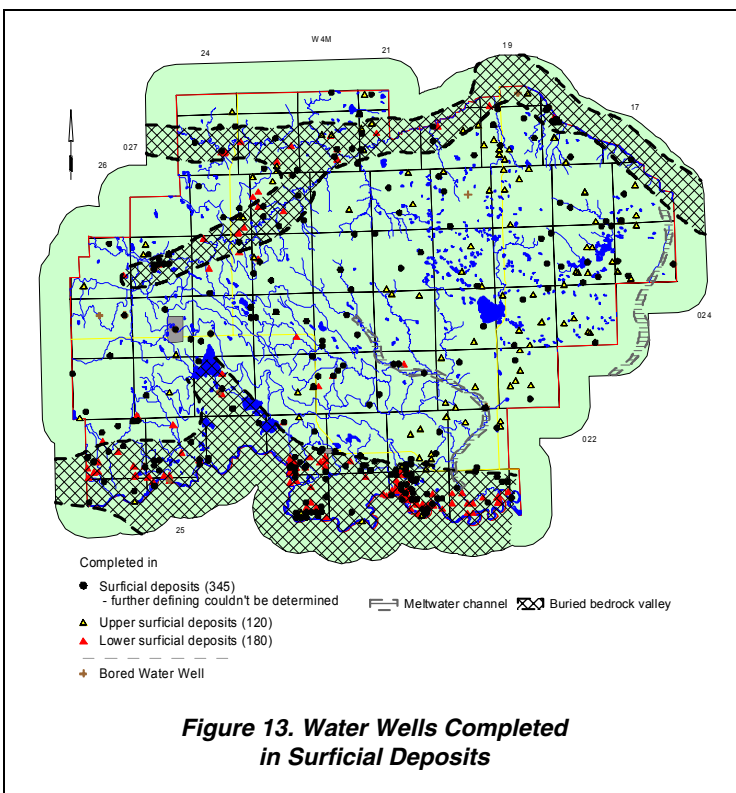 W4M
24
21
19
17
027
26
024
022
25
Completed in
Surficial deposits (345)
- further defining couldn't be determined
Upper surficial deposits (120)
Lower surficial deposits (180)
Bored Water Well
Meltwater channel
Buried bedrock valley
Figure 13. Water Wells Completed
in Surficial Deposits